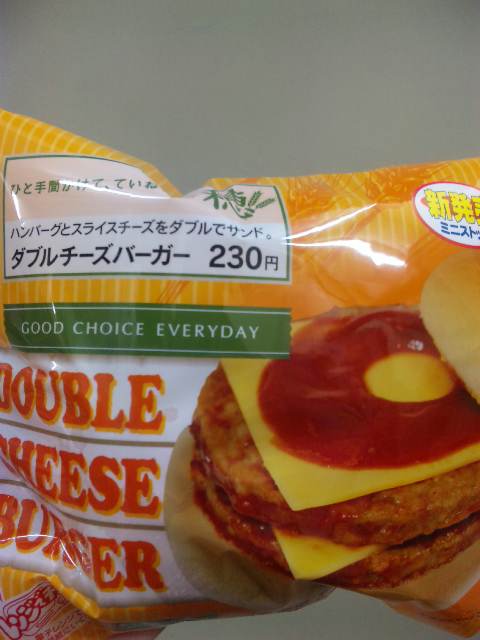 ひと手間かけて、ていね
穂
新発売
ミニストッ
ハンバーグとスライスチーズをダブルでサンド。
ダブルチーズバーガー 230円
GOOD CHOICE EVERYDAY
DOUBLE
CHEESE
BURGER